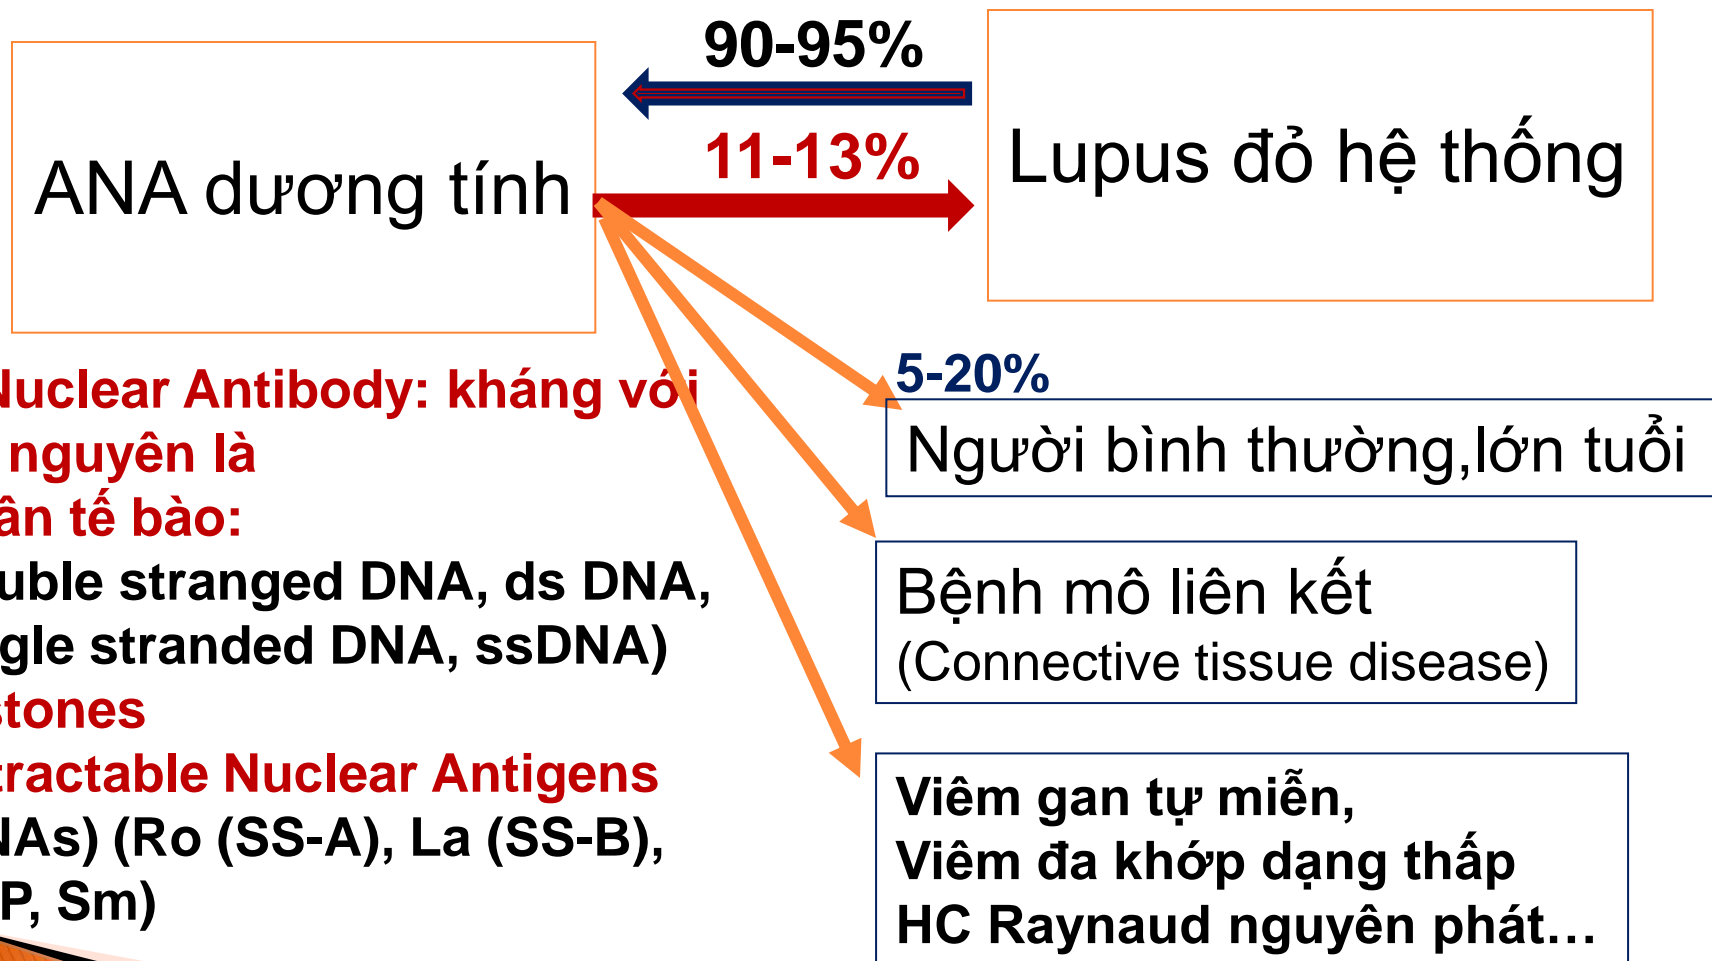 90-95%
11-13%
ANA dương tính
Lupus đỏ hệ thống
Nuclear Antibody: kháng với
nguyên là
ân tế bào:
uble stranged DNA, ds DNA,
gle stranded DNA, ssDNA)
stones
tractable Nuclear Antigens
NAs) (Ro (SS-A), La (SS-B),
P, Sm)
5-20%
Người bình thường,lớn tuổi
Bệnh mô liên kết
(Connective tissue disease)
Viêm gan tự miễn,
Viêm đa khớp dạng thấp
HC Raynaud nguyên phát...